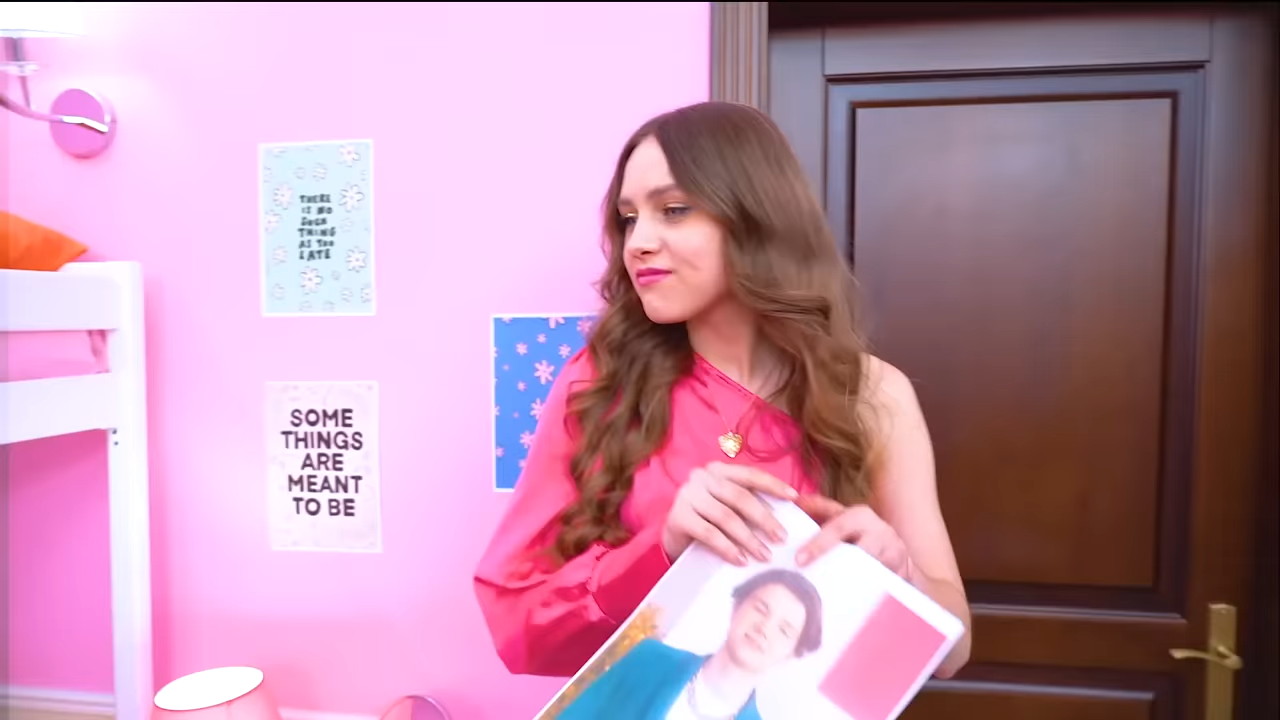 THERE
IS NO
SUCH
THING
AS TOO
LATE
SOME
THINGS
ARE
MEANT
TO BE